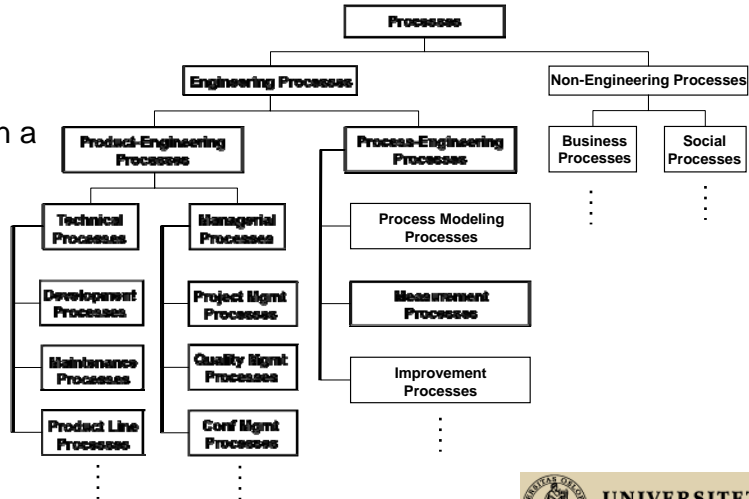 Processes
Engineering Processes
Non-Engineering Processes
n a
Product-Engineering
Processes
Process-Engineering
Processes
Business
Processes
Social
Processes
Technical
Processes
Managerial
Processes
Process Modeling
Processes
Development
Processes
Project Mgmt
Processes
Measurement
Processes
Maintenance
Processes
Quality Mgmt
Processes
Improvement
Processes
Product Line
Processes
Conf Mgmt
Processes
UNIVERSITET